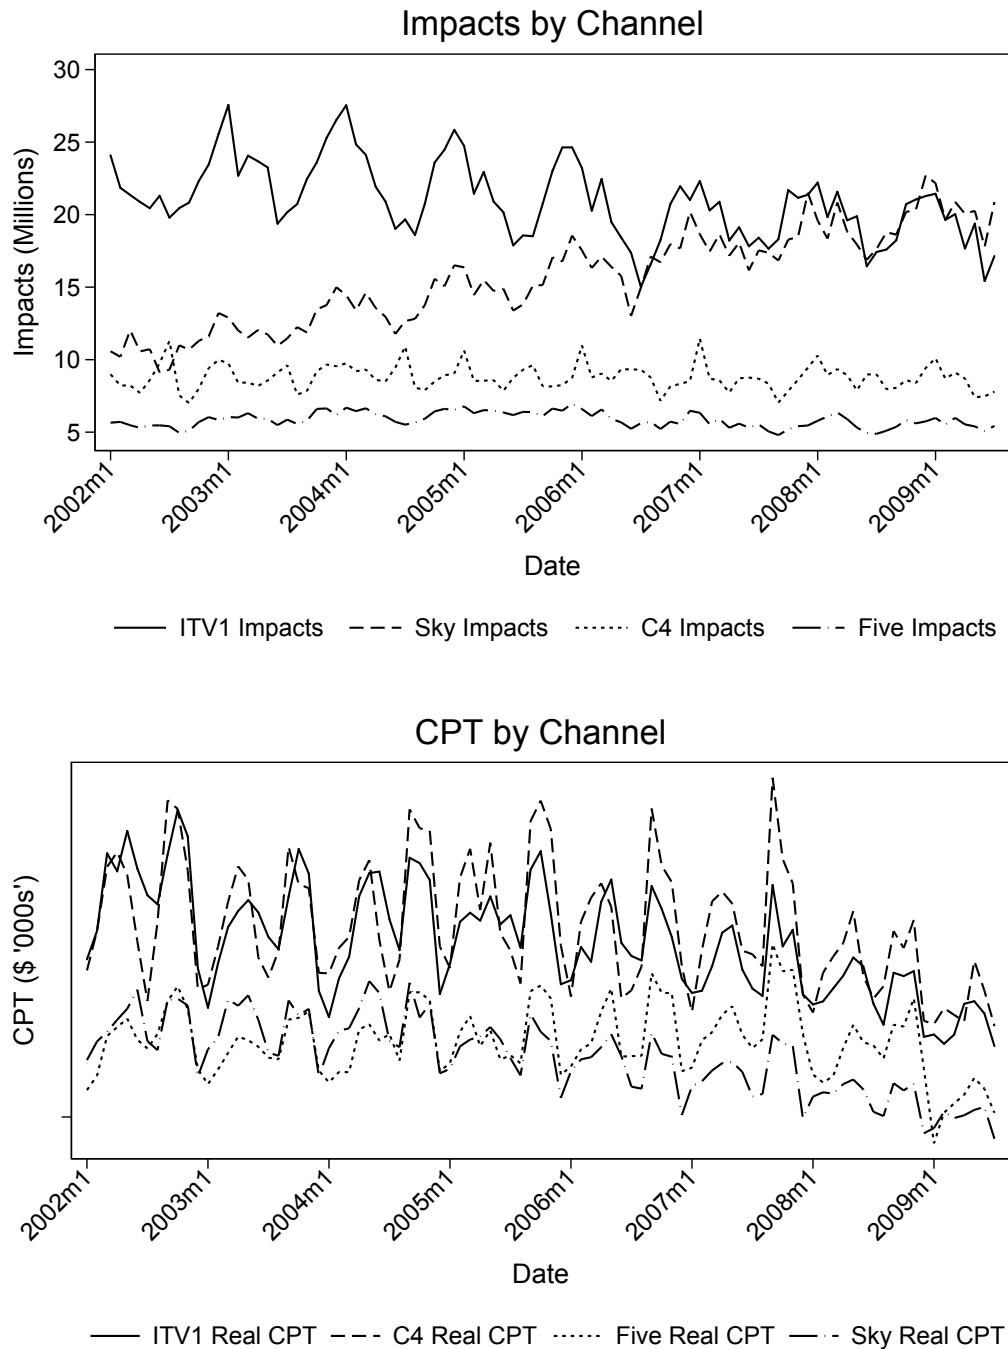 Impacts by Channel
Impacts (Millions)
30
25
20
15
10
5
2002m1
2003m1
2004m1
2005m1
2006m1
2007m1
2008m1
2009m1
Date
ITV1 Impacts
Sky Impacts
C4 Impacts
Five Impacts
CPT by Channel
CPT ($ '000s')
2002m1
2003m1
2004m1
2005m1
2006m1
2007m1
2008m1
2009m1
Date
ITV1 Real CPT
C4 Real CPT
Five Real CPT
Sky Real CPT